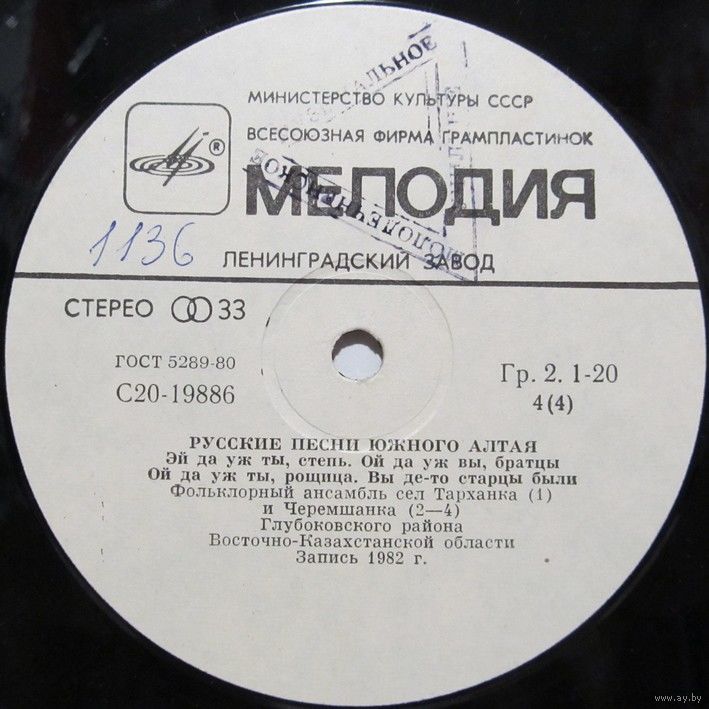 МИНИСТЕРСТВО КУЛЬТУРЫ СССР
ВСЕСОЮЗНАЯ ФИРМА ГРАМПЛАСТИНОК
®
МЕЛОДИЯ
1136
ЛЕНИНГРАДСКИЙ ЗАВОД
СТЕРЕО 33
ГОСТ 5289-80
С20-19886
Гр. 2. 1-20
4(4)
РУССКИЕ ПЕСНИ ЮЖНОГО АЛТАЯ
Эй да уж ты, степь. Ой да уж вы, братцы
Ой да уж ты, рощица. Вы де-то старцы были
Фольклорный ансамбль сел Тарханка (1)
и Черемшанка (2—4)
Глубоковского района
Восточно-Казахстанской области
Запись 1982 г.
www.ay.by